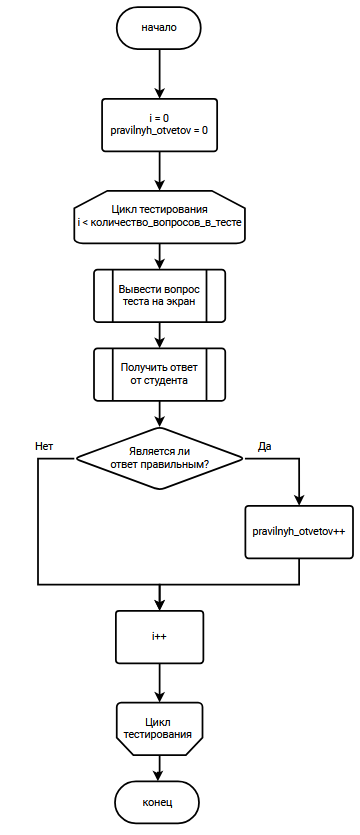 начало
i = 0
pravilnyh_otvetov = 0
Цикл тестирования
i < количество_вопросов_в_тесте
Вывести вопрос
теста на экран
Получить ответ
от студента
Является ли
ответ правильным?
Нет
Да
pravilnyh_otvetov++
i++
Цикл
тестирования
конец